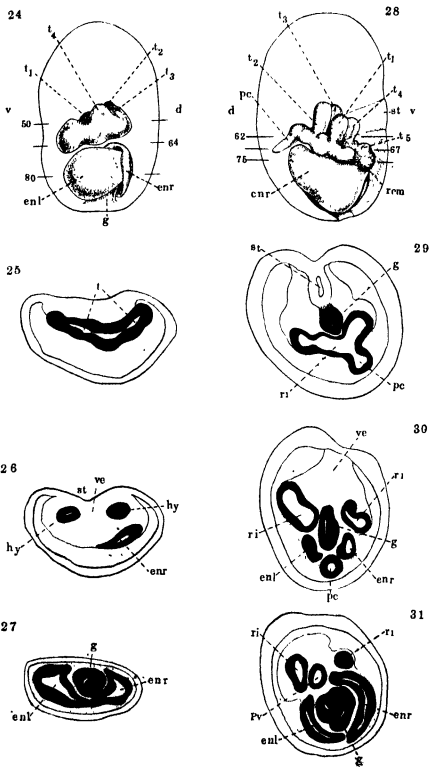 24
t4
t2
t1
t3
v
d
50
64
80
enl
enr
g
28
t3
t1
t2
t4
pc
st
d
v
t5
62
67
75
enr
rcm
25
t
29
st
g
ri
pc
26
ve
st
hy
hy
enr
30
ve
ri
ri
g
enl
enr
pc
27
g
enr
enl
31
ri
ri
Pv
enr
enl
g